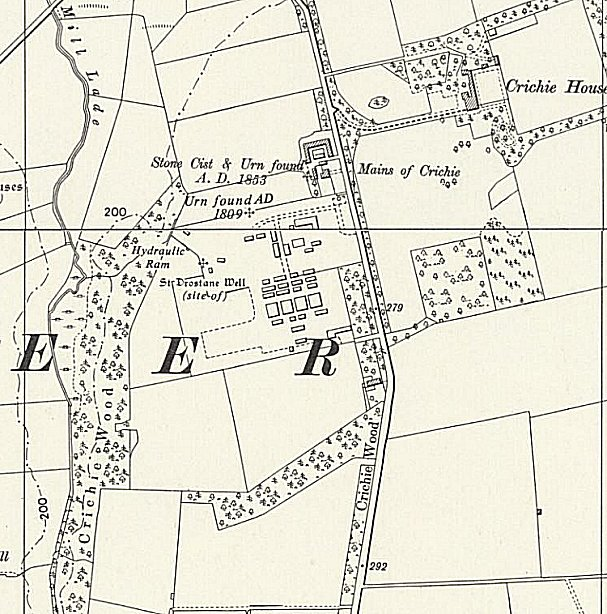 Mill Lade
Crichie House
Stone Cist & Urn found
A. D. 1853
Mains of Crichie
Urn found AD
1809
200
Hydraulic
Ram
St Drostane Well
(site of)
279
E E R
Crichie Wood
Crichie Wood
200
292